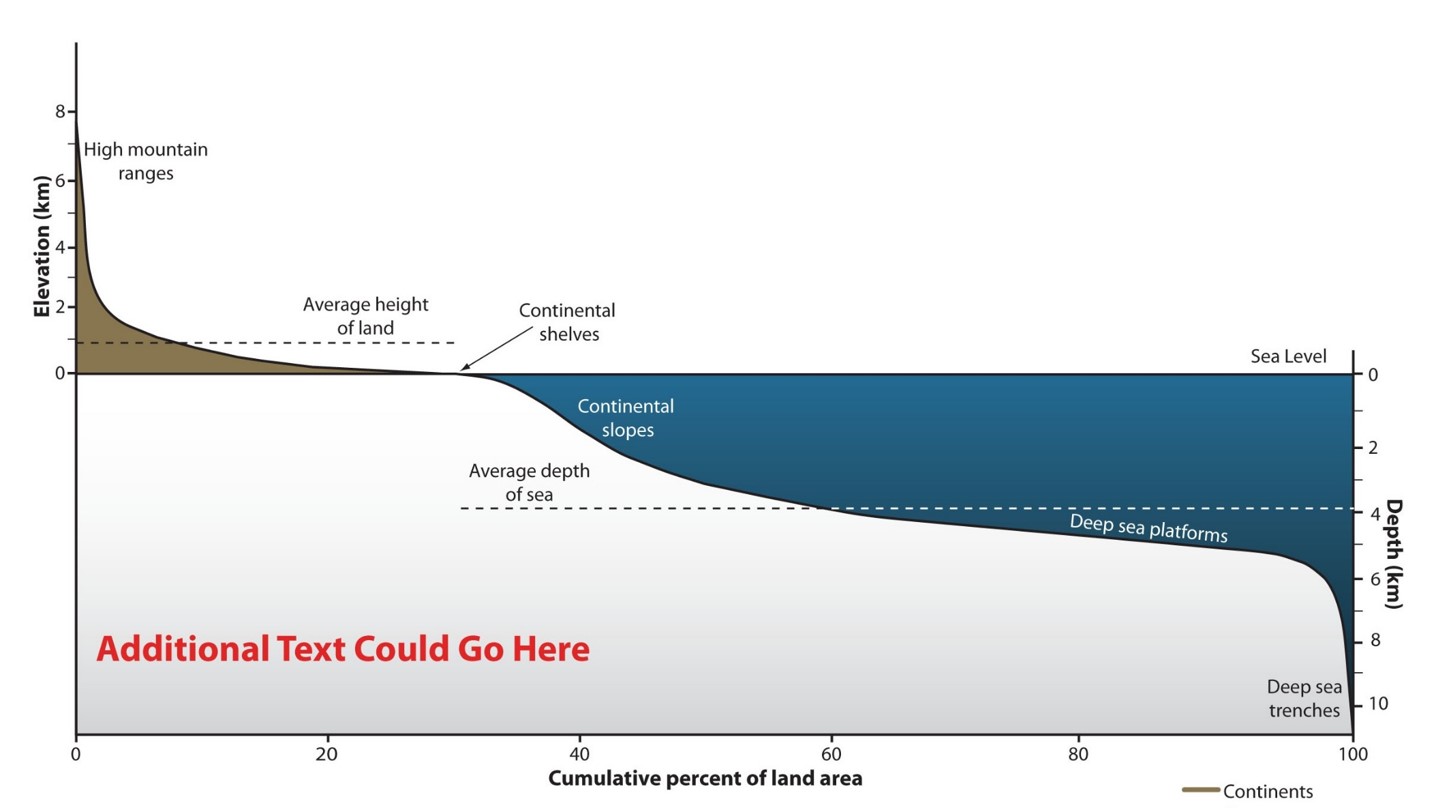 8
High mountain
ranges
6
Elevation (km)
4
Average height
of land
Continental
shelves
2
Sea Level
0
0
Continental
slopes
2
Average depth
of sea
4
Deep sea platforms
Depth (km)
6
Additional Text Could Go Here
8
Deep sea
trenches
10
0
20
40
60
80
100
Cumulative percent of land area
Continents